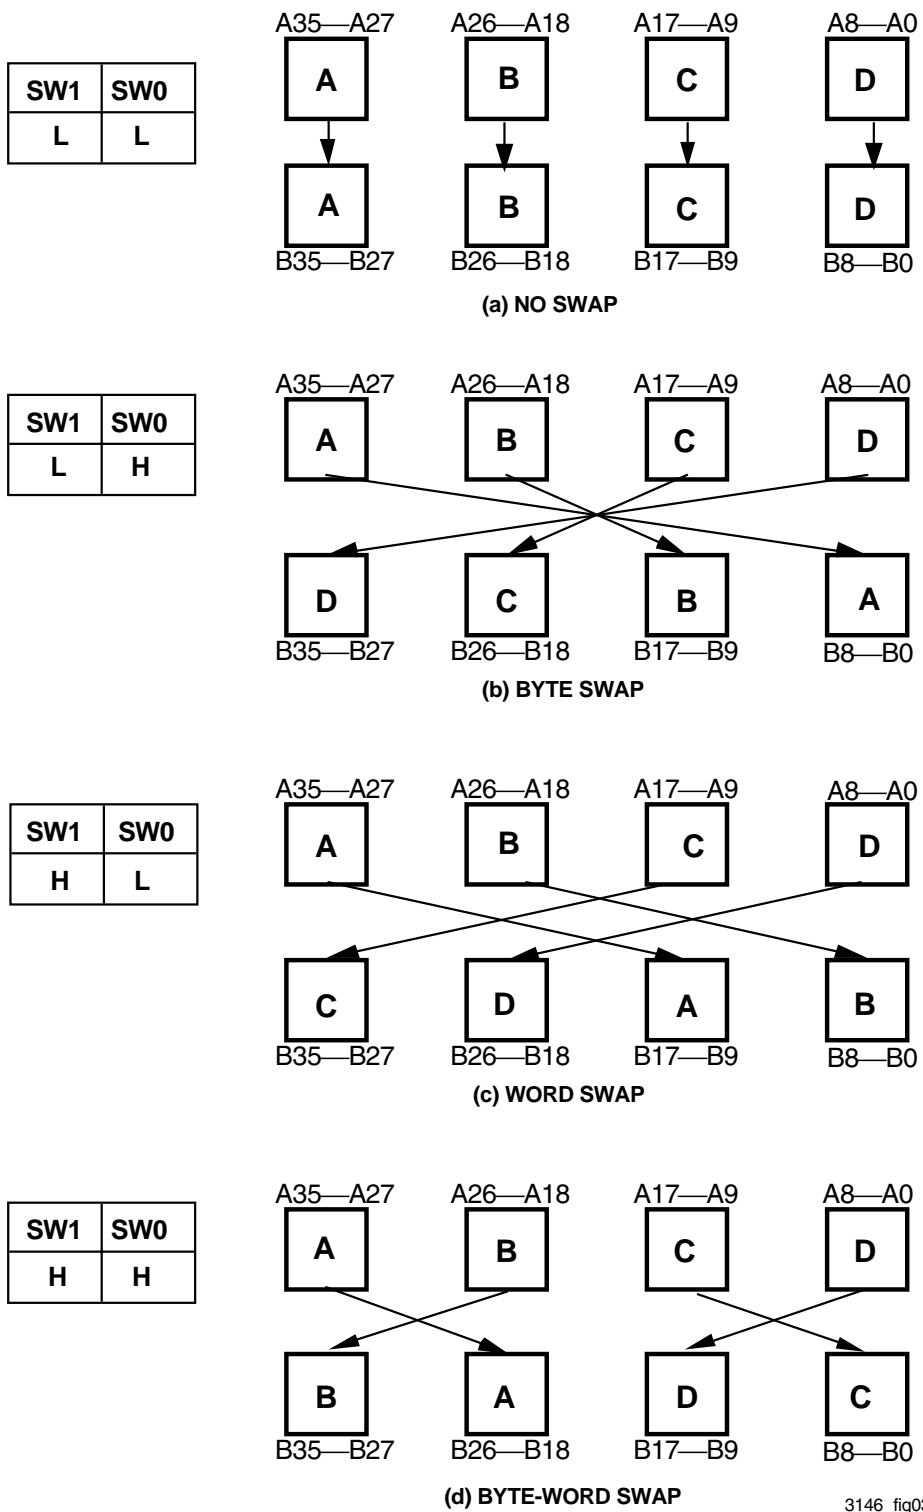 A35—A27 A26—A18 A17—A9 A8—A0
SW1 SW0
L L
A B C D
A B C D
B35—B27 B26—B18 B17—B9 B8—B0
(a) NO SWAP
A35—A27 A26—A18 A17—A9 A8—A0
SW1 SW0
L H
A B C D
D C B A
B35—B27 B26—B18 B17—B9 B8—B0
(b) BYTE SWAP
A35—A27 A26—A18 A17—A9 A8—A0
SW1 SW0
H L
A B C D
C D A B
B35—B27 B26—B18 B17—B9 B8—B0
(c) WORD SWAP
A35—A27 A26—A18 A17—A9 A8—A0
SW1 SW0
H H
A B C D
B A D C
B35—B27 B26—B18 B17—B9 B8—B0
(d) BYTE-WORD SWAP
3146